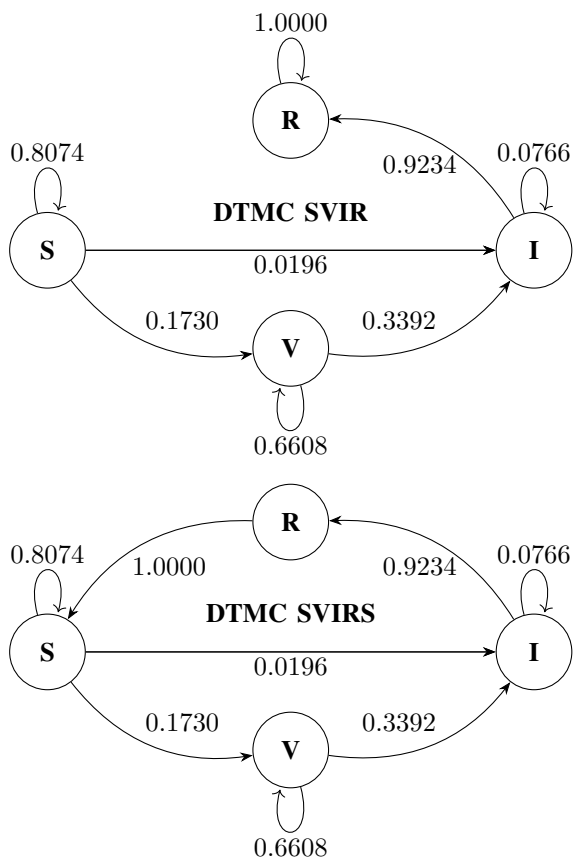 1.0000
R
0.8074
0.9234
0.0766
DTMC SVIR
S
I
0.0196
0.1730
0.3392
V
0.6608
R
0.8074
1.0000
0.9234
0.0766
DTMC SVIRS
S
I
0.0196
0.1730
0.3392
V
0.6608